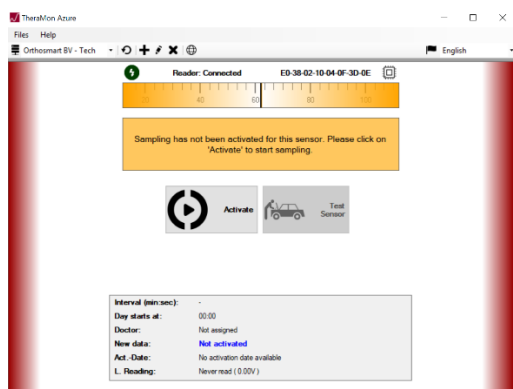 TheraMon Azure
Files Help
Orthosmart BV - Tech English
Reader: Connected E0-38-02-10-04-0F-3D-0E
20 40 60 80 100
Sampling has not been activated for this sensor. Please click on
'Activate' to start sampling.
Activate
Test
Sensor
Interval (min:sec): -
Day starts at: 00:00
Doctor: Not assigned
New data: Not activated
Act.-Date: No activation date available
L. Reading: Never read ( 0.00V )